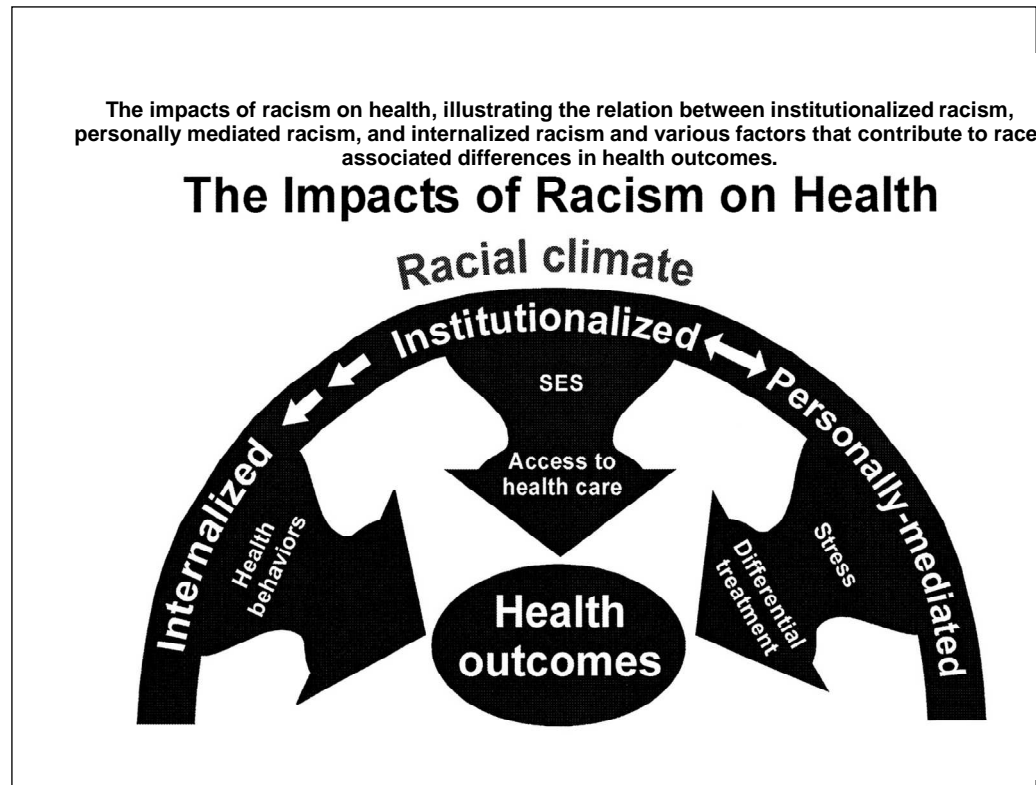 The impacts of racism on health, illustrating the relation between institutionalized racism,
personally mediated racism, and internalized racism and various factors that contribute to race
associated differences in health outcomes.
The Impacts of Racism on Health
Racial climate
Institutionalized
Internalized
Personally-mediated
SES
Access to
health care
Health
behaviors
Stress
Differential
treatment
Health
outcomes